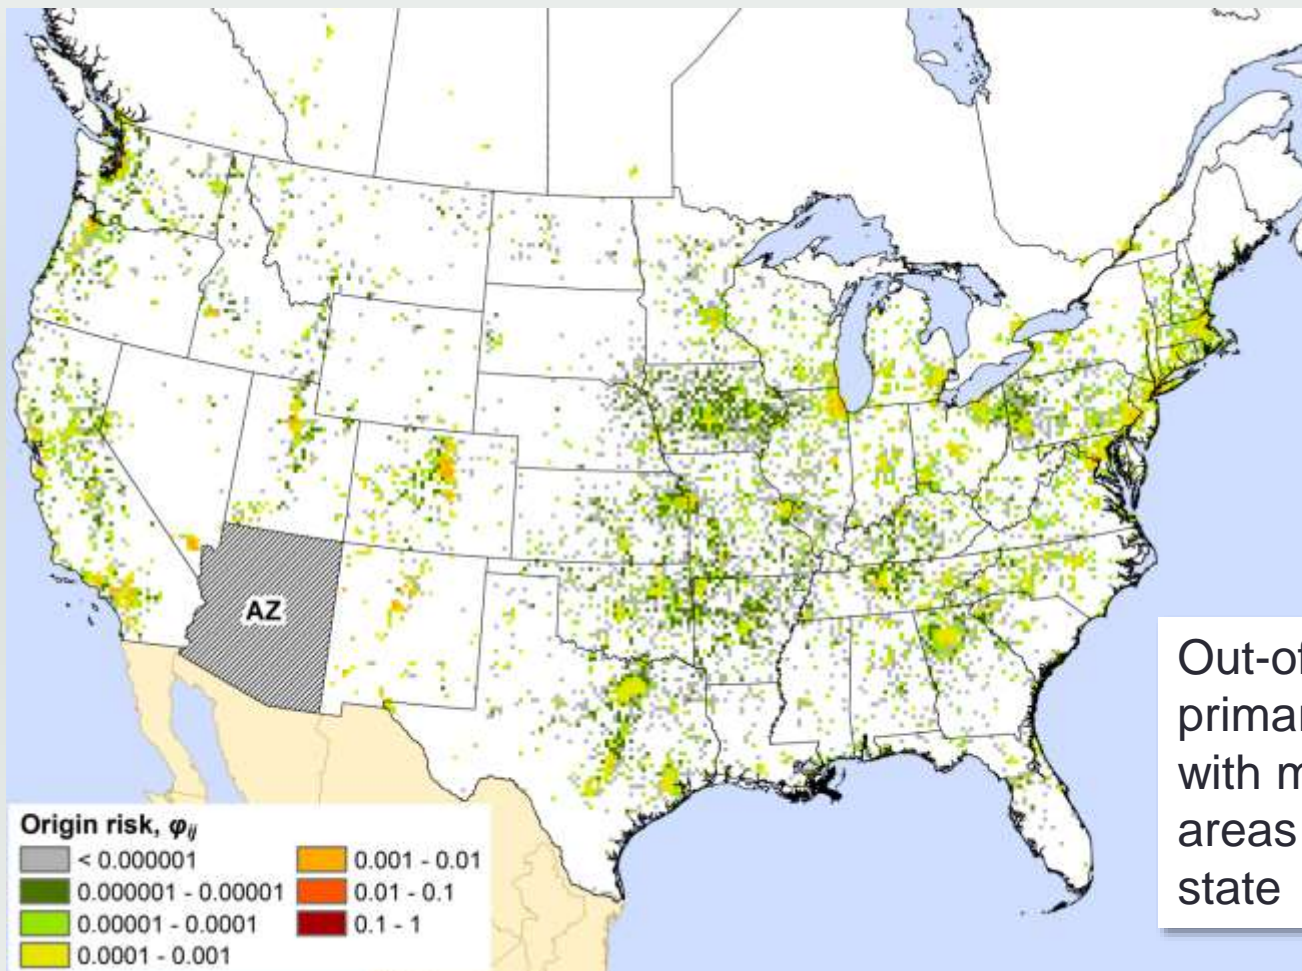 AZ
Out-of
primar
with m
areas
state
Origin risk, φij
< 0.000001
0.000001 - 0.00001
0.00001 - 0.0001
0.0001 - 0.001
0.001 - 0.01
0.01 - 0.1
0.1 - 1